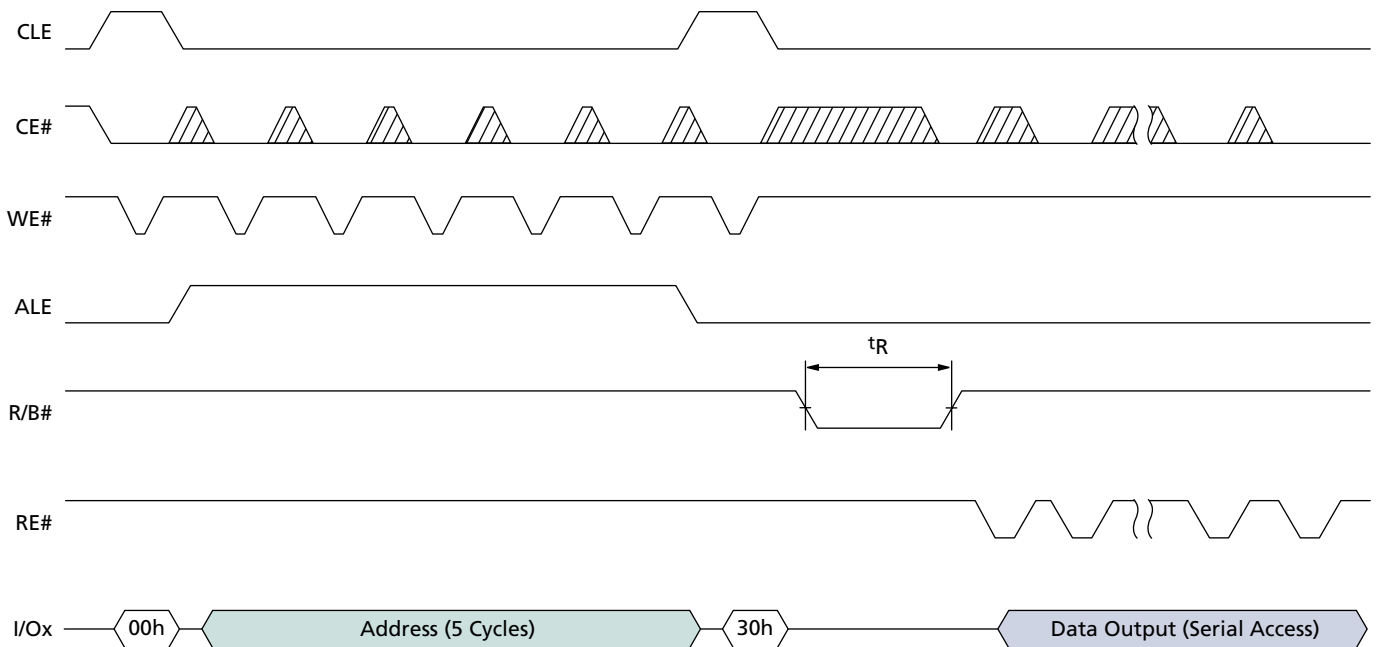 CLE
CE#
WE#
ALE
tR
R/B#
RE#
I/Ox 00h Address (5 Cycles) 30h Data Output (Serial Access)